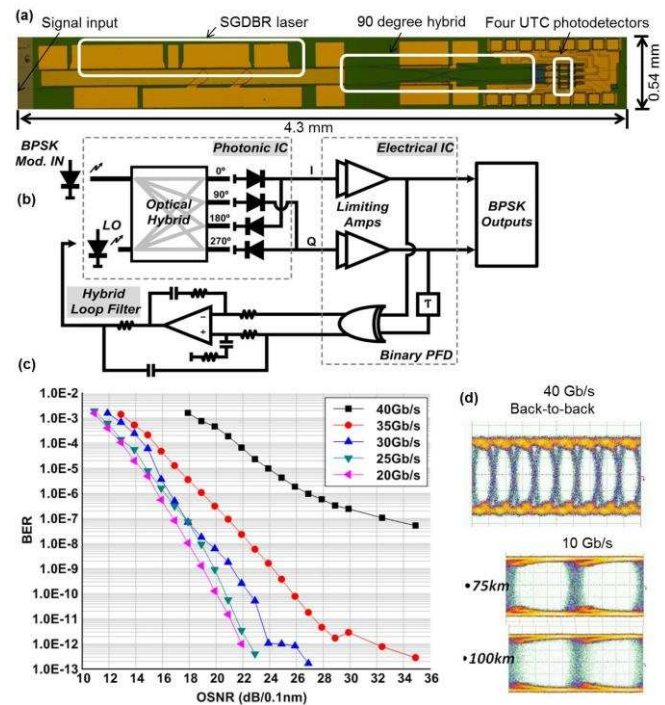 (a)
SGDBR laser
90 degree hybrid
Four UTC photodetectors
Signal input
0.54 mm
4.3 mm
BPSK Mod. IN
Photonic IC
Electrical IC
(b)
0º
90º
180º
270º
Optical Hybrid
LO
I
Q
Limiting Amps
BPSK Outputs
Hybrid Loop Filter
−
+
τ
Binary PFD
(c)
1.0E-2
1.0E-3
1.0E-4
1.0E-5
1.0E-6
1.0E-7
1.0E-8
1.0E-9
1.0E-10
1.0E-11
1.0E-12
1.0E-13
BER
40Gb/s
35Gb/s
30Gb/s
25Gb/s
20Gb/s
10 12 14 16 18 20 22 24 26 28 30 32 34 36
OSNR (dB/0.1nm)
(d)
40 Gb/s
Back-to-back
10 Gb/s
•75km
•100km